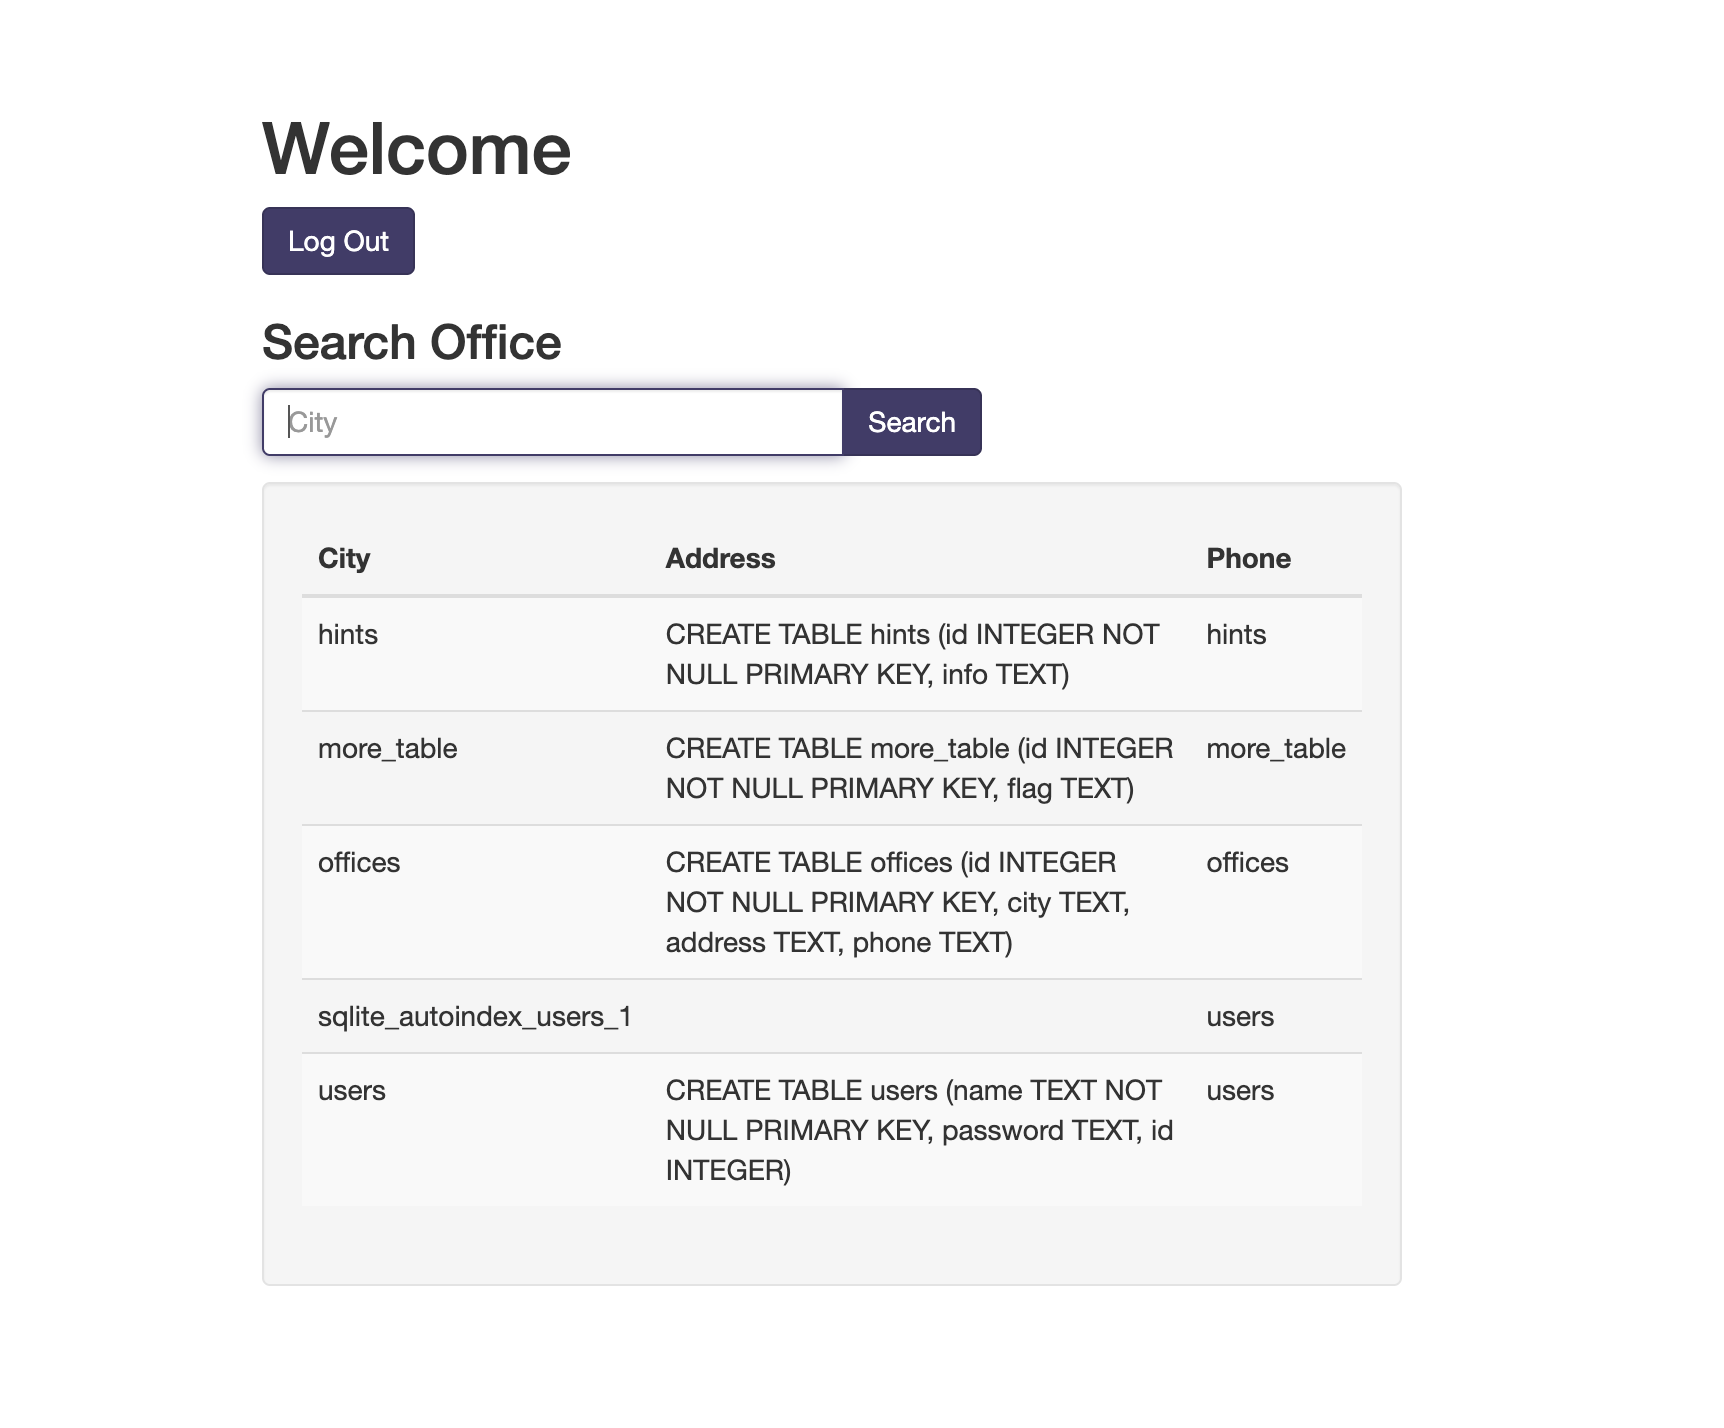 Welcome
Log Out
Search Office
City
Search
City Address Phone
hints CREATE TABLE hints (id INTEGER NOT hints
NULL PRIMARY KEY, info TEXT)
more_table CREATE TABLE more_table (id INTEGER more_table
NOT NULL PRIMARY KEY, flag TEXT)
offices CREATE TABLE offices (id INTEGER offices
NOT NULL PRIMARY KEY, city TEXT,
address TEXT, phone TEXT)
sqlite_autoindex_users_1 users
users CREATE TABLE users (name TEXT NOT users
NULL PRIMARY KEY, password TEXT, id
INTEGER)